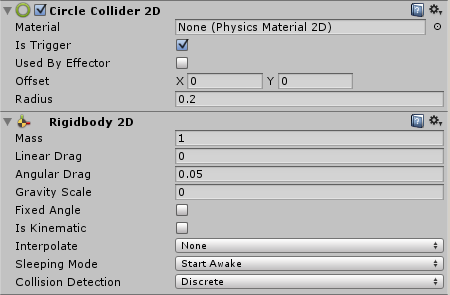 Circle Collider 2D
Material None (Physics Material 2D)
Is Trigger
Used By Effector
Offset X 0 Y 0
Radius 0.2
Rigidbody 2D
Mass 1
Linear Drag 0
Angular Drag 0.05
Gravity Scale 0
Fixed Angle
Is Kinematic
Interpolate None
Sleeping Mode Start Awake
Collision Detection Discrete